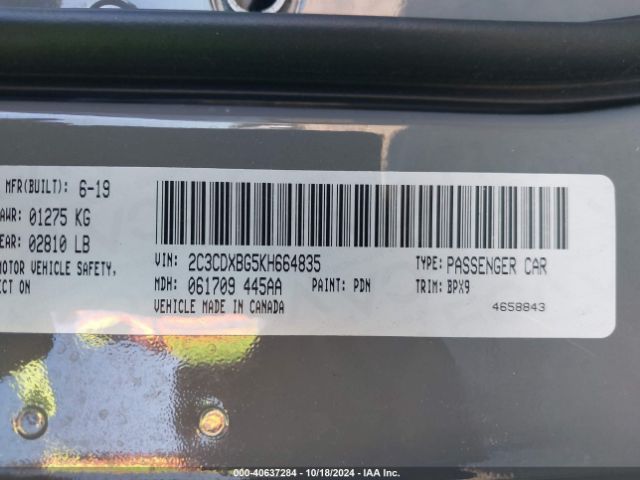 MFR(BUILT): 6-19
AWR: 01275 KG
EAR: 02810 LB
MOTOR VEHICLE SAFETY,
ECT ON
VIN: 2C3CDXBG5KH664835
TYPE: PASSENGER CAR
MDH: 061709 445AA
PAINT: PDN
TRIM: BPX9
VEHICLE MADE IN CANADA
4658843
000-40637284 - 10/18/2024 - IAA Inc.